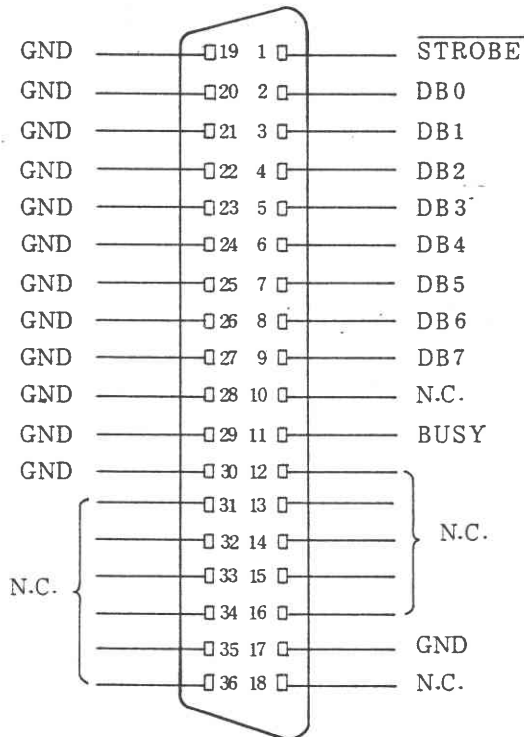 GND 19 1 STROBE
GND 20 2 DB0
GND 21 3 DB1
GND 22 4 DB2
GND 23 5 DB3
GND 24 6 DB4
GND 25 7 DB5
GND 26 8 DB6
GND 27 9 DB7
GND 28 10 N.C.
GND 29 11 BUSY
GND 30 12
31 13
32 14 N.C.
33 15
N.C. 34 16
35 17 GND
36 18 N.C.